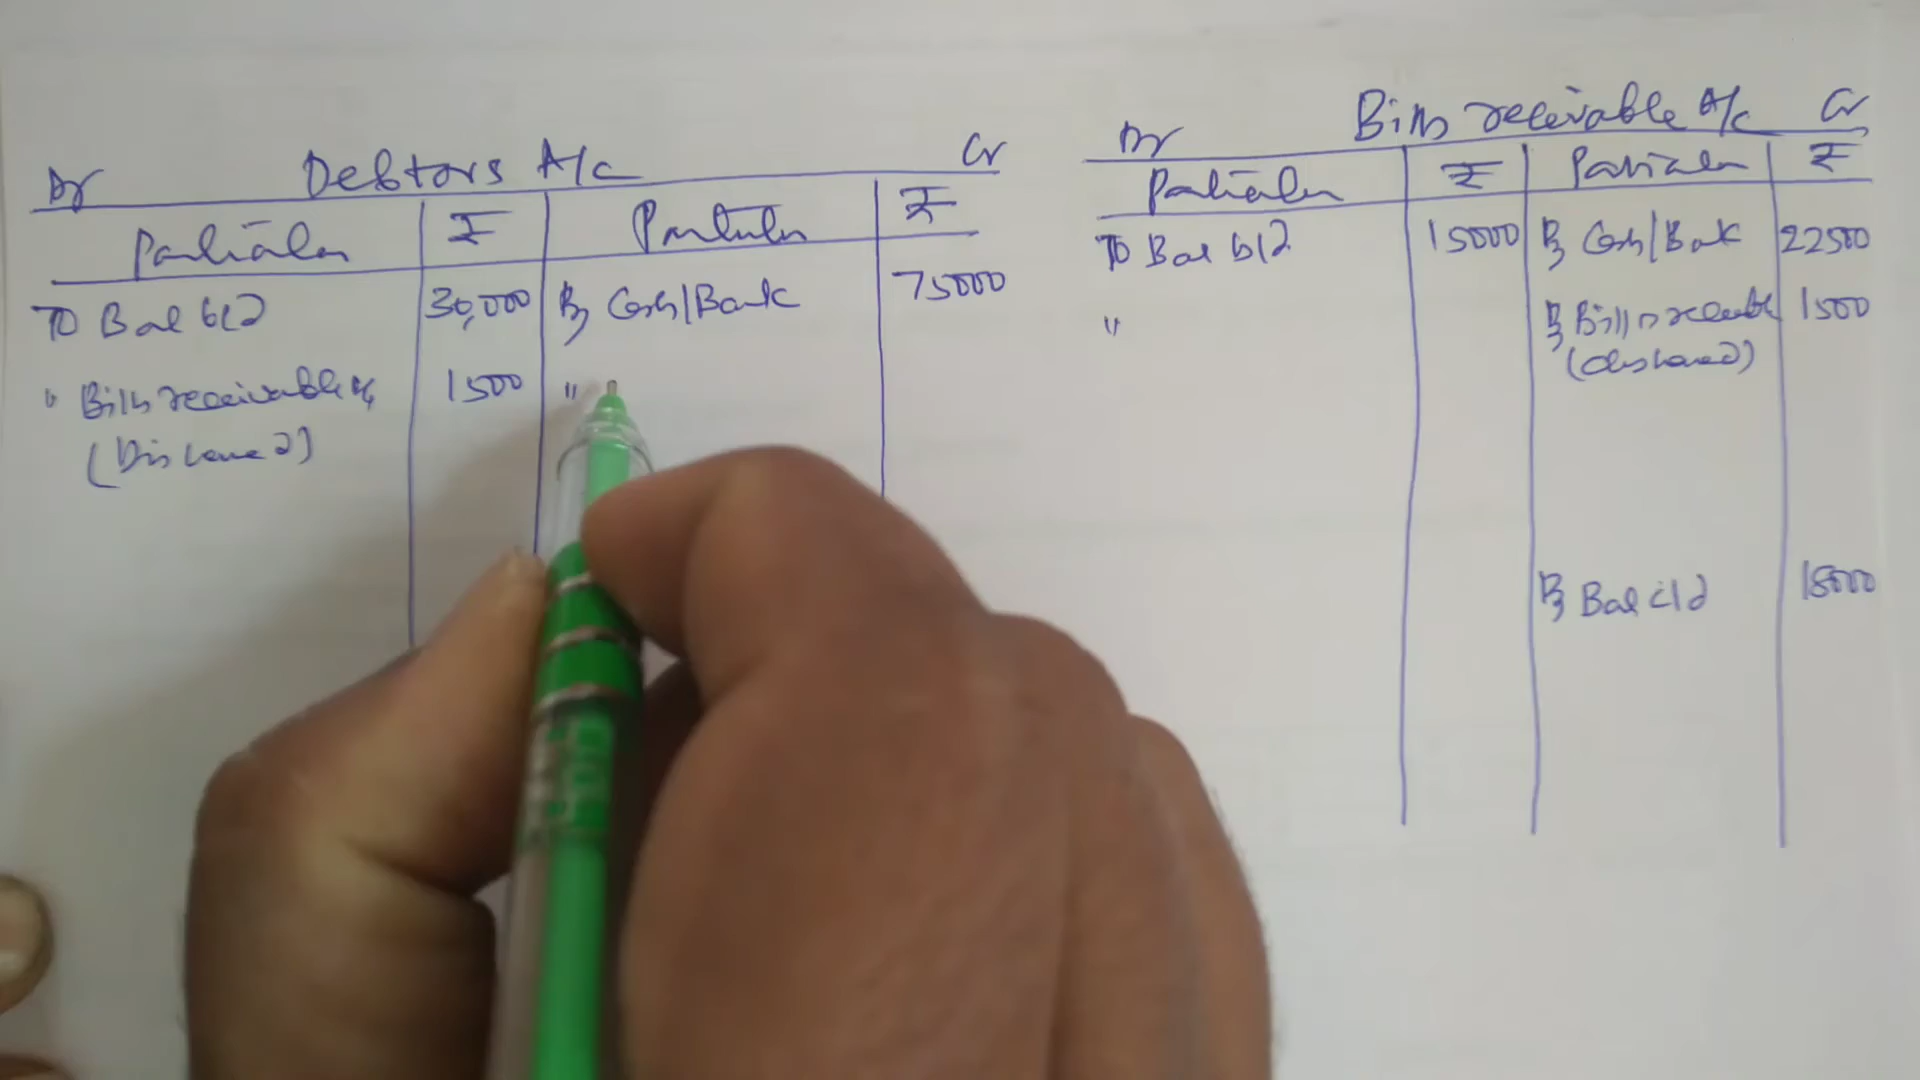 Dr Debtors A/c Cr
Particulars ₹ Particulars ₹
To Bal b/d 30,000 By Cash/Bank 75000
" Bills receivable A/c 1500 "
(Dishonoured)
Dr Bills receivable A/c Cr
Particulars ₹ Particulars ₹
To Bal b/d 15000 By Cash/Bank 22500
" By Bills receivable 1500
(dishonoured)
By Bal c/d 18000